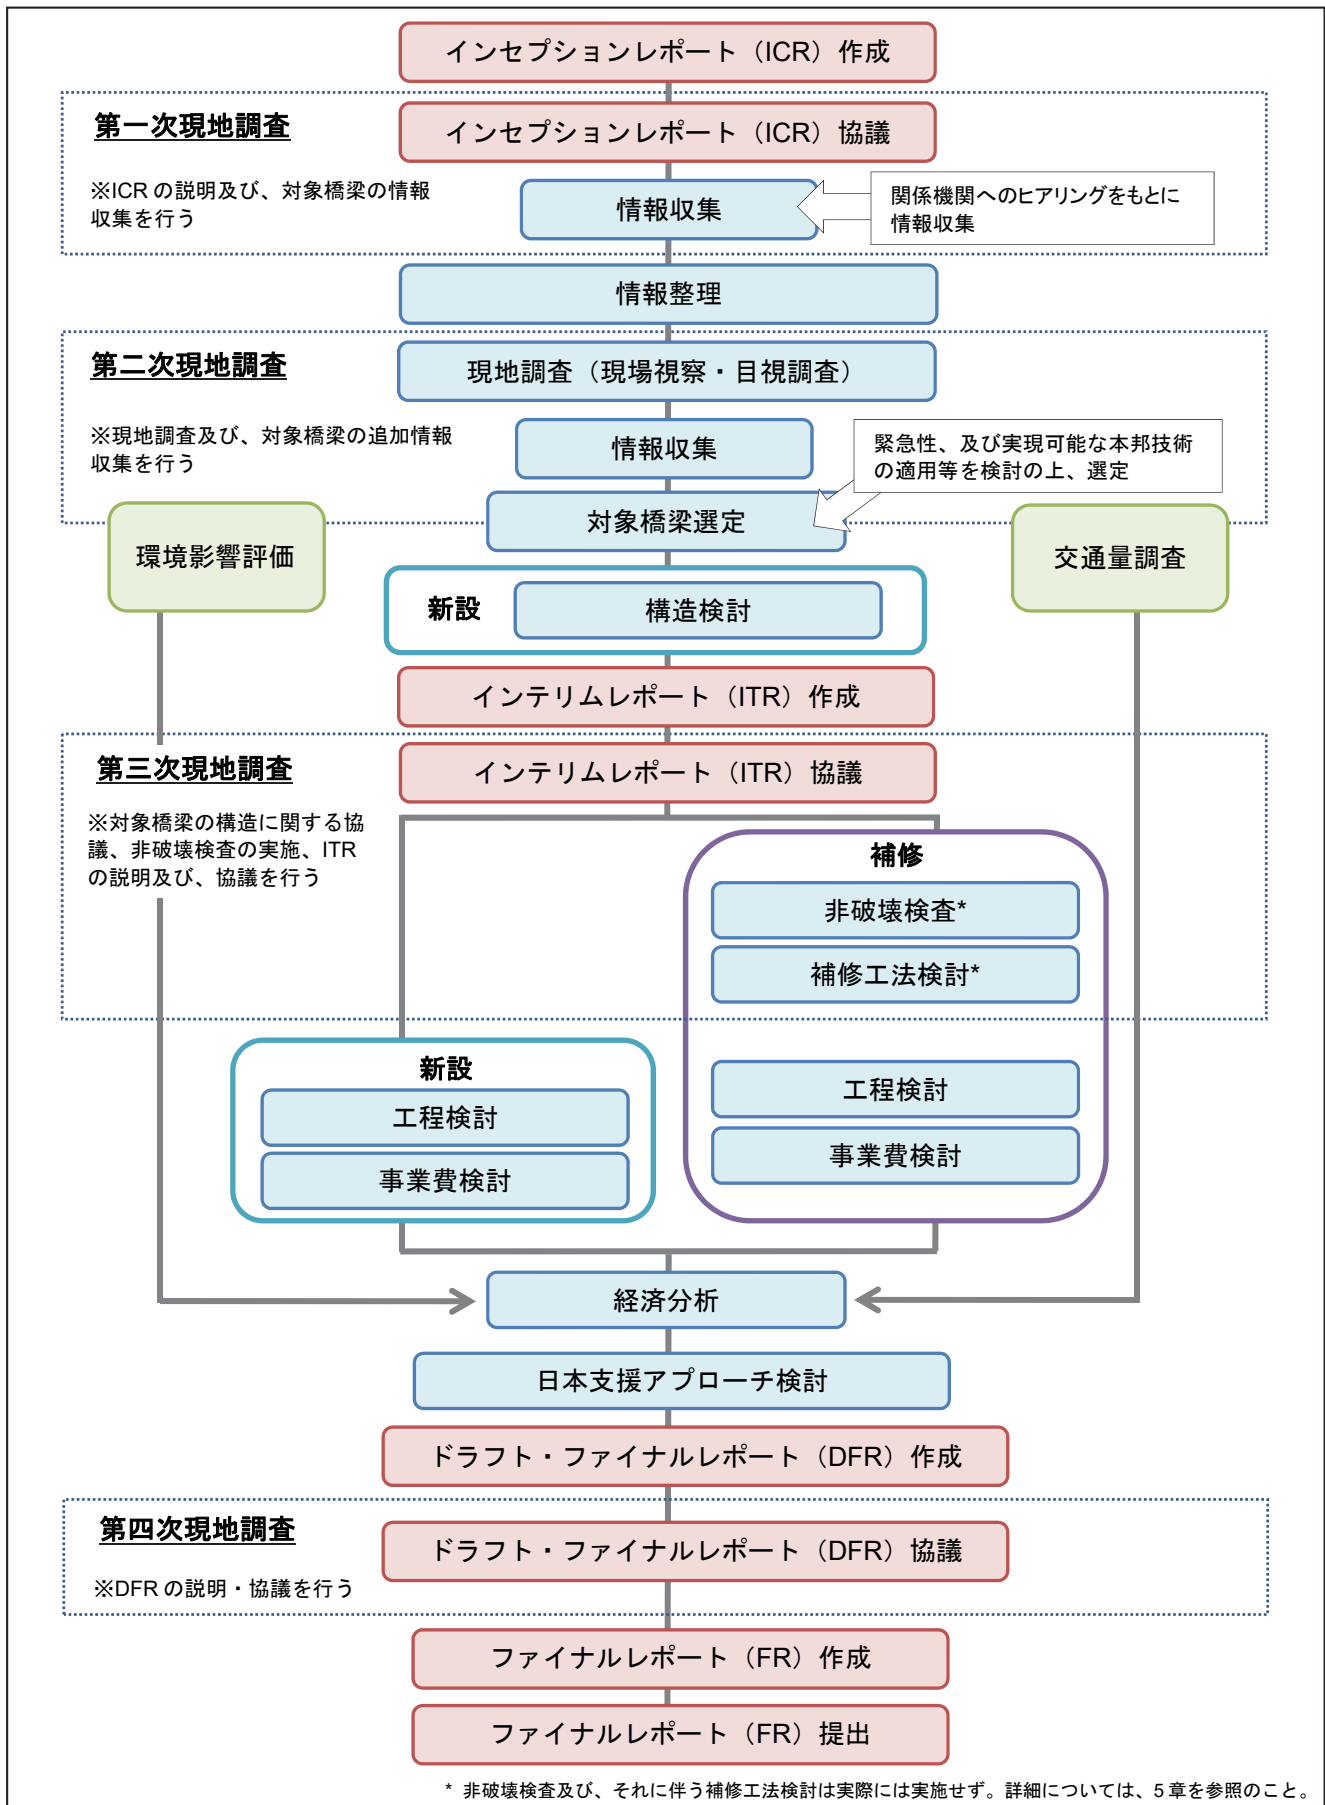 インセプションレポート（ICR）作成
第一次現地調査
インセプションレポート（ICR）協議
※ICR の説明及び、対象橋梁の情報
収集を行う
情報収集
関係機関へのヒアリングをもとに
情報収集
情報整理
第二次現地調査
現地調査（現場視察・目視調査）
※現地調査及び、対象橋梁の追加情報
収集を行う
情報収集
緊急性、及び実現可能な本邦技術
の適用等を検討の上、選定
対象橋梁選定
環境影響評価
交通量調査
新設
構造検討
インテリムレポート（ITR）作成
第三次現地調査
インテリムレポート（ITR）協議
※対象橋梁の構造に関する協
議、非破壊検査の実施、ITR
の説明及び、協議を行う
補修
非破壊検査*
補修工法検討*
新設
工程検討
事業費検討
工程検討
事業費検討
経済分析
日本支援アプローチ検討
ドラフト・ファイナルレポート（DFR）作成
第四次現地調査
ドラフト・ファイナルレポート（DFR）協議
※DFR の説明・協議を行う
ファイナルレポート（FR）作成
ファイナルレポート（FR）提出
* 非破壊検査及び、それに伴う補修工法検討は実際には実施せず。詳細については、5 章を参照のこと。